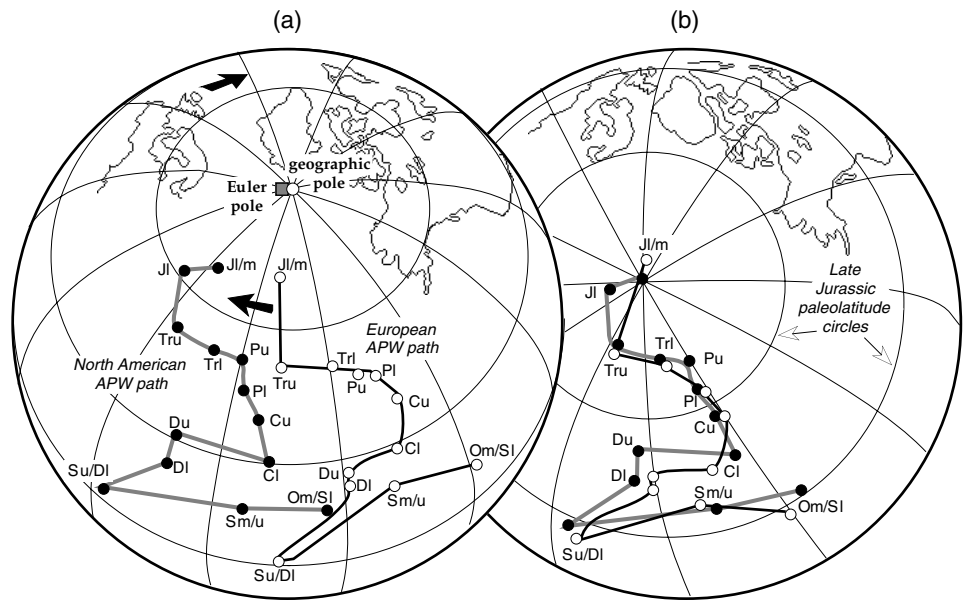 (a)
(b)
geographic
pole
Euler
pole
Jl
Jl/m
Jl/m
Tru
Trl
Pu
North American
APW path
European
APW path
Tru
Trl
Pu
Pl
Cu
Pl
Cu
Du
Dl
Cl
Cl
Su/Dl
Du
Dl
Sm/u
Om/Sl
Sm/u
Om/Sl
Su/Dl
Jl/m
Jl
Late
Jurassic
paleolatitude
circles
Tru
Trl
Pu
Pl
Cu
Du
Dl
Cl
Sm/u
Om/Sl
Su/Dl